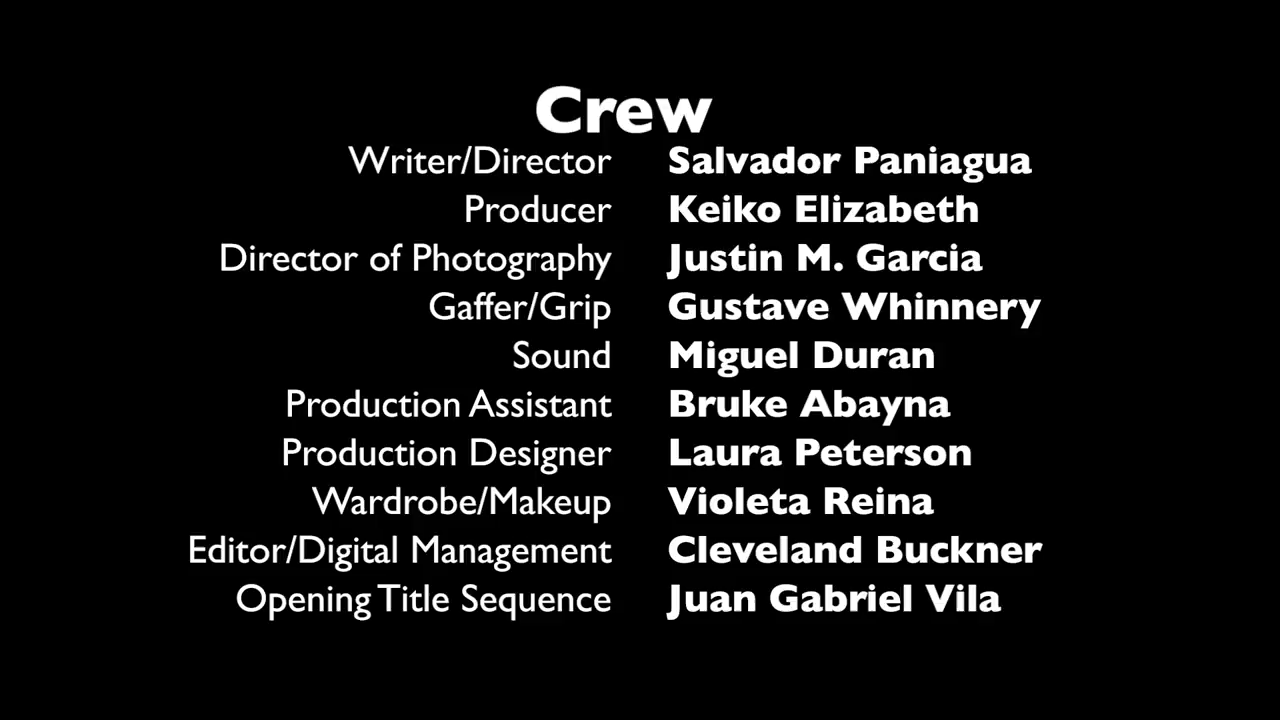 Crew
Writer/Director Salvador Paniagua
Producer Keiko Elizabeth
Director of Photography Justin M. Garcia
Gaffer/Grip Gustave Whinnery
Sound Miguel Duran
Production Assistant Bruke Abayna
Production Designer Laura Peterson
Wardrobe/Makeup Violeta Reina
Editor/Digital Management Cleveland Buckner
Opening Title Sequence Juan Gabriel Vila